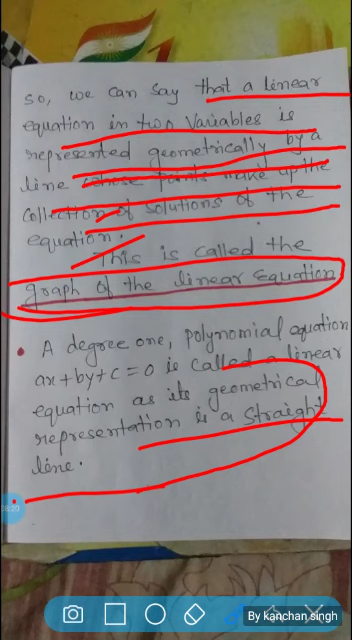 so, we can say that a linear
equation in two variables is
represented geometrically by a
line whose points make up the
collection of solutions of the
equation.
This is called the
graph of the linear equation
• A degree one, polynomial equation
ax+by+c=0 is called a linear
equation as its geometrical
representation is a straight
line.
By kanchan singh